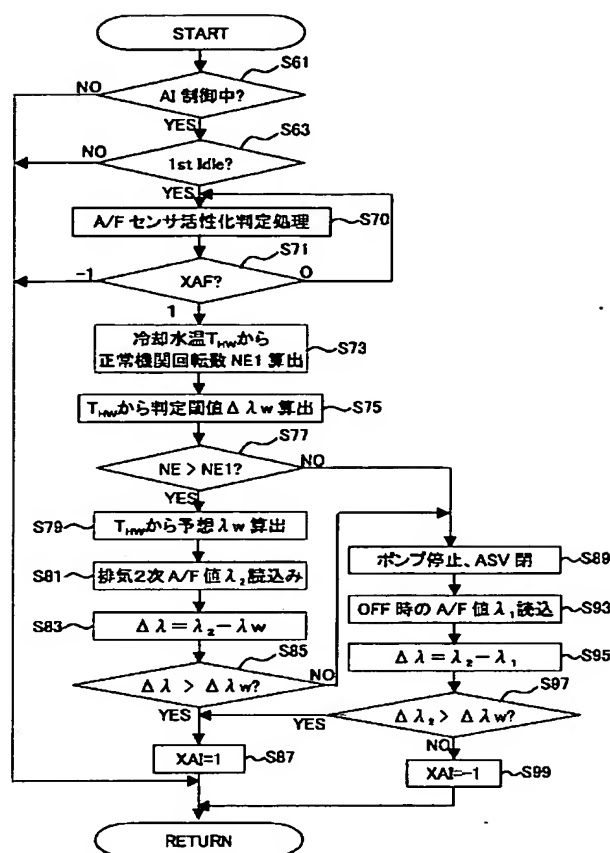 START
S61
NO
AI 制御中?
YES
S63
NO
1st Idle?
YES
A/F センサ活性化判定処理
S70
S71
-1
XAF?
0
1
冷却水温THWから
正常機関回転数 NE1 算出
S73
THWから判定閾値 Δλw 算出
S75
S77
NE > NE1?
NO
YES
S79
THWから予想λw 算出
ポンプ停止、ASV 閉
S89
S81
排気2次 A/F 値λ2読込み
OFF 時の A/F 値λ1読込
S93
S83
Δλ=λ2-λw
Δλ=λ2-λ1
S95
S85
Δλ > Δλw?
NO
S97
Δλ2> Δλw?
YES
YES
NO
XAI=1
S87
XAI=-1
S99
RETURN